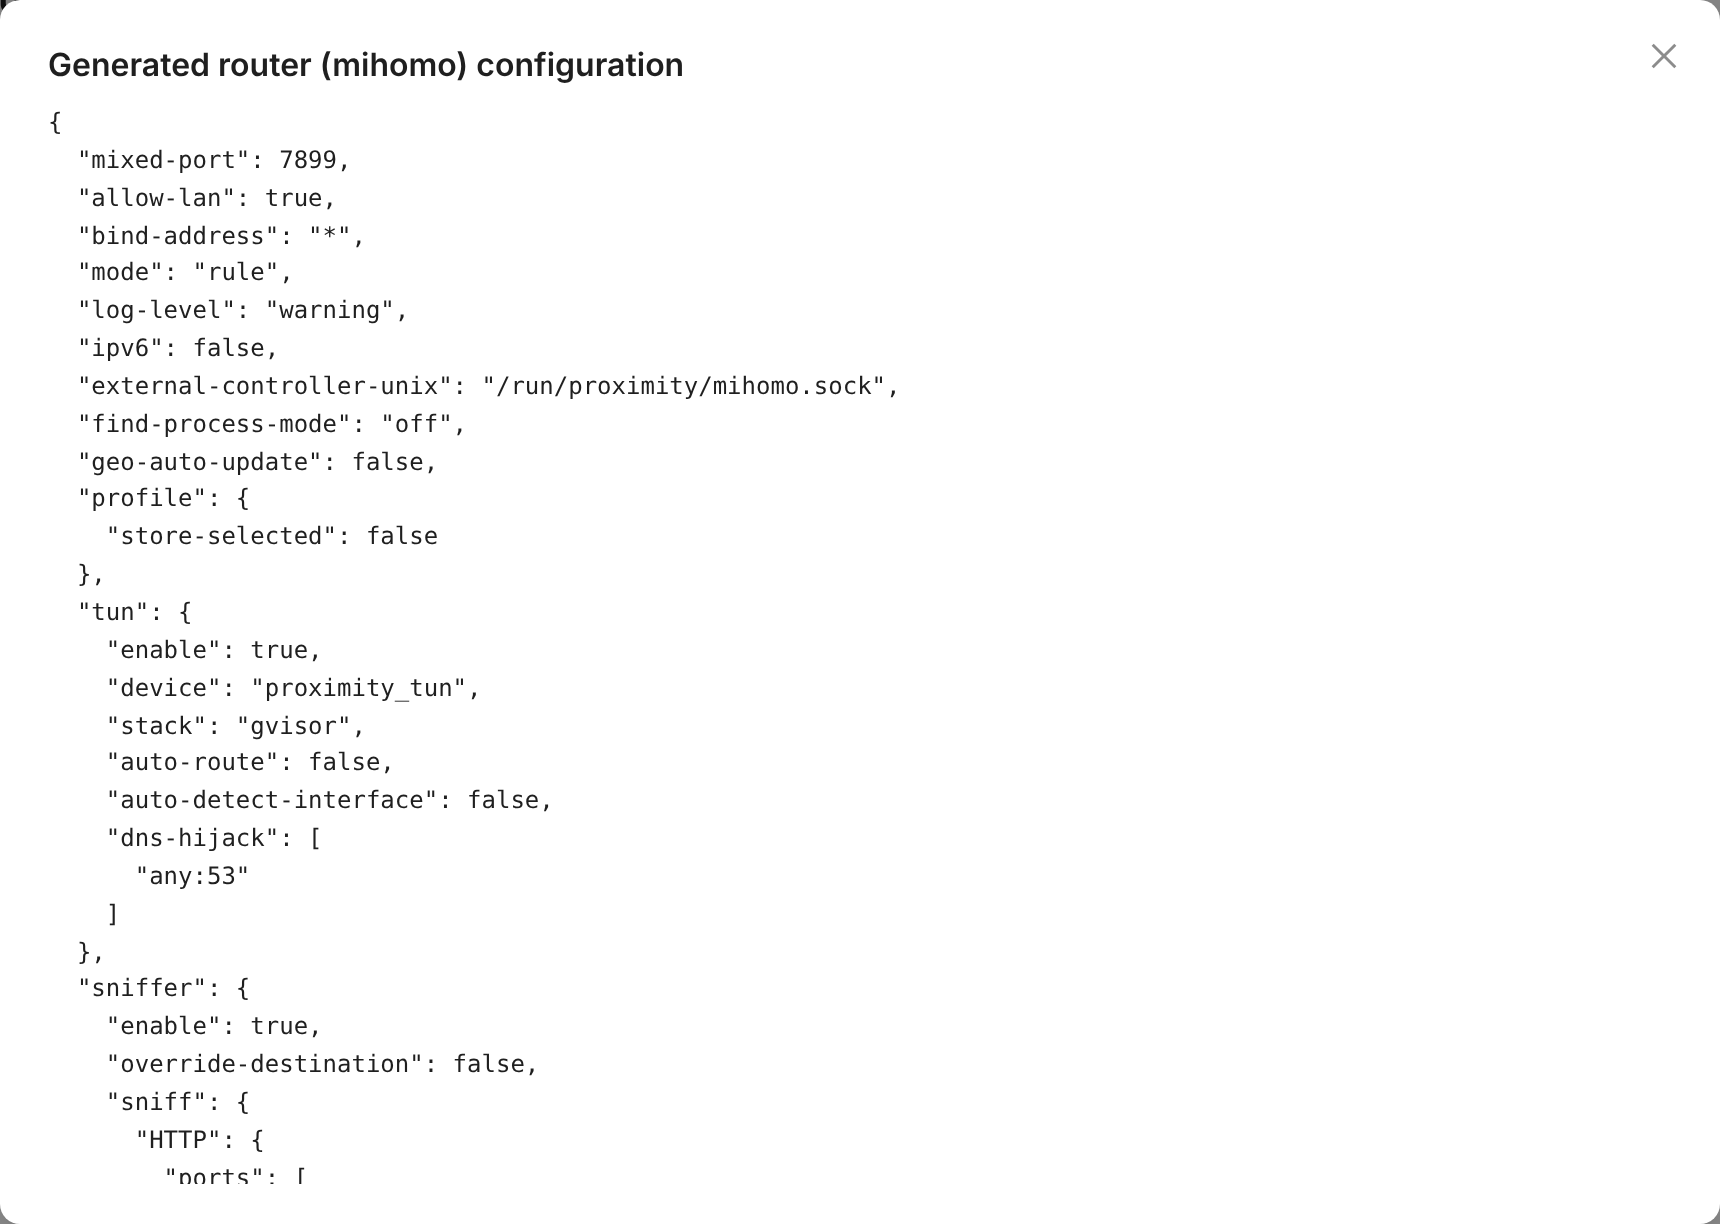 Generated router (mihomo) configuration
{
  "mixed-port": 7899,
  "allow-lan": true,
  "bind-address": "*",
  "mode": "rule",
  "log-level": "warning",
  "ipv6": false,
  "external-controller-unix": "/run/proximity/mihomo.sock",
  "find-process-mode": "off",
  "geo-auto-update": false,
  "profile": {
    "store-selected": false
  },
  "tun": {
    "enable": true,
    "device": "proximity_tun",
    "stack": "gvisor",
    "auto-route": false,
    "auto-detect-interface": false,
    "dns-hijack": [
      "any:53"
    ]
  },
  "sniffer": {
    "enable": true,
    "override-destination": false,
    "sniff": {
      "HTTP": {
        "ports": [